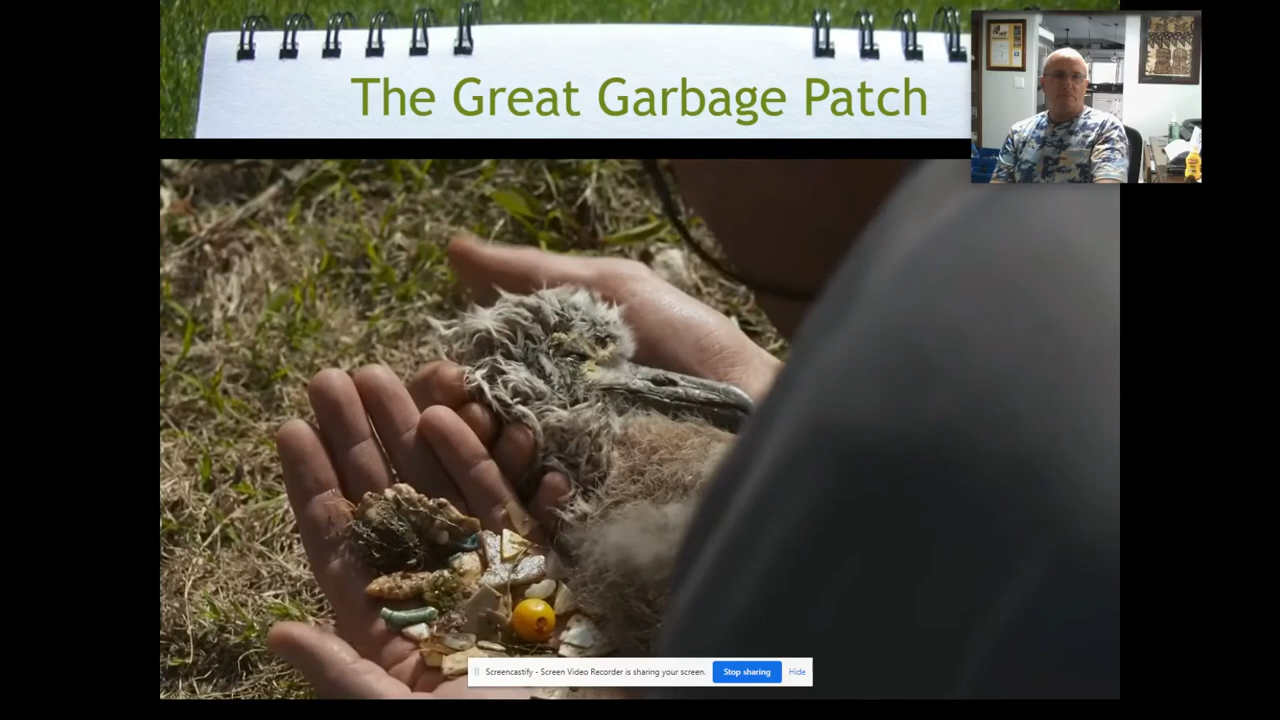 The Great Garbage Patch
Screencastify - Screen Video Recorder is sharing your screen. Stop sharing Hide